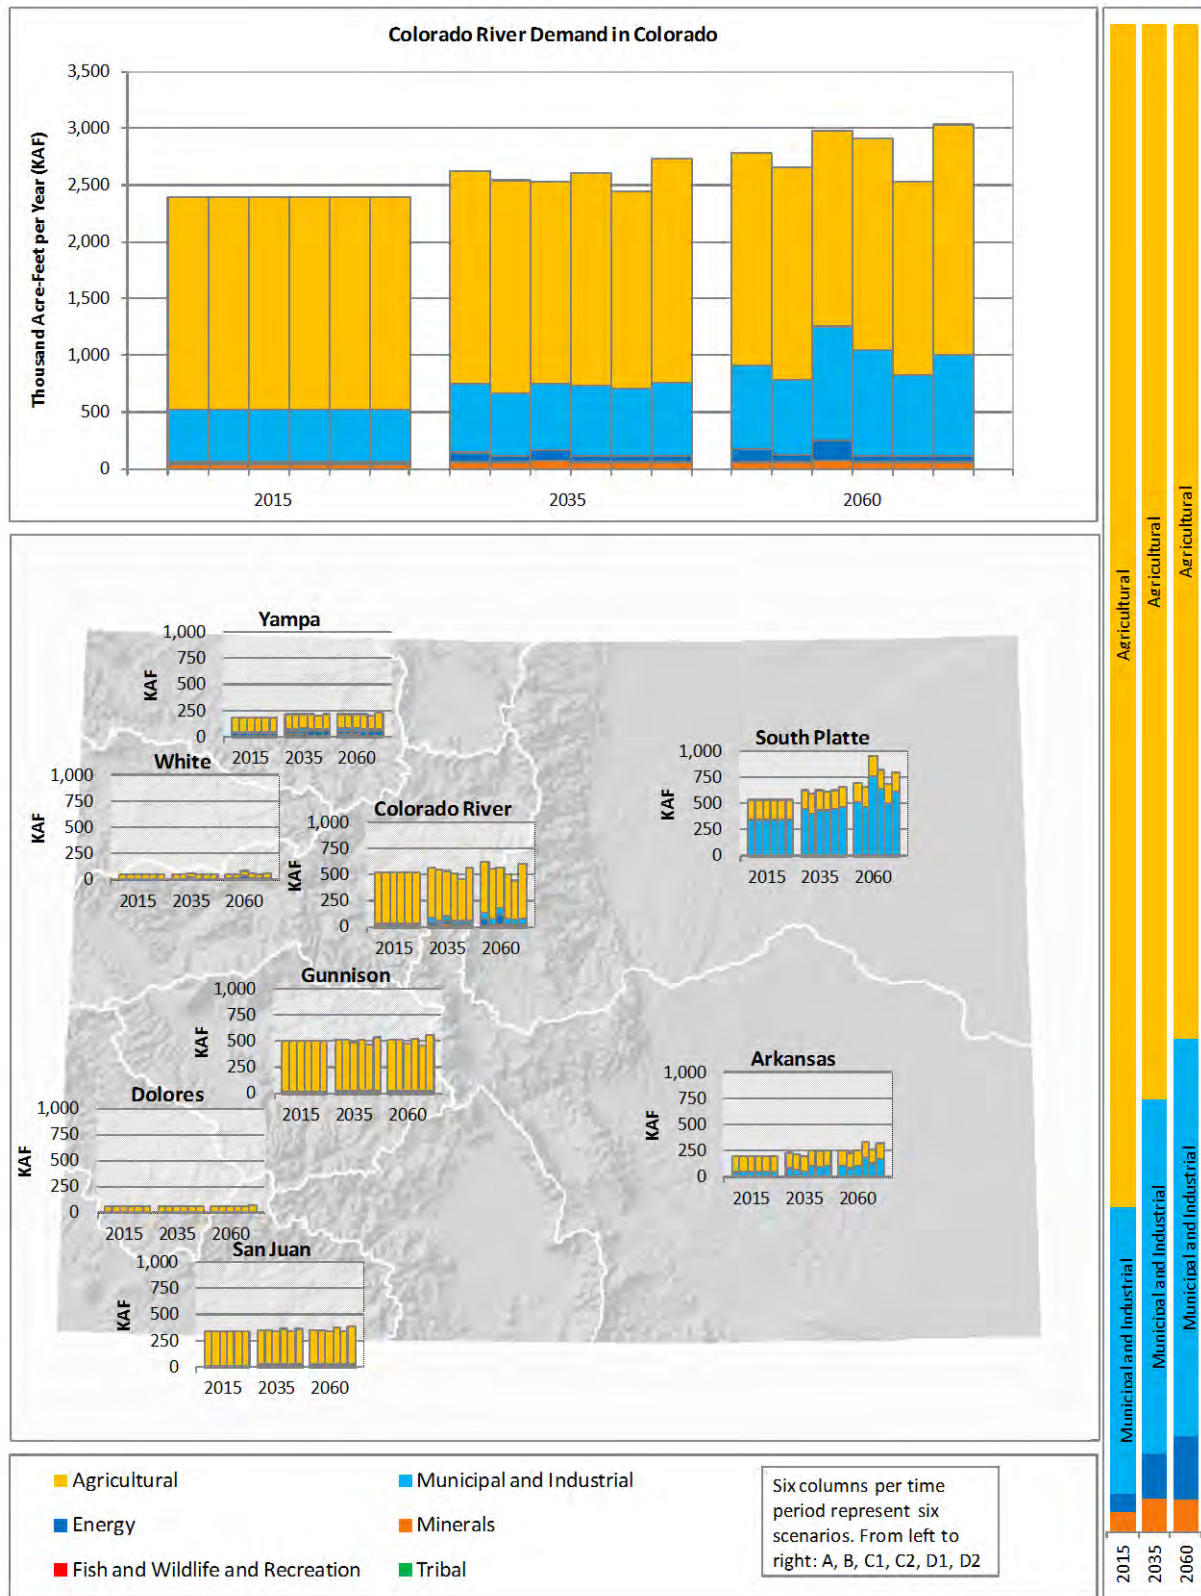 Colorado River Demand in Colorado
Thousand Acre-Feet per Year (KAF)
3,500
3,000
2,500
2,000
1,500
1,000
500
0
2015 2035 2060
Yampa
KAF
1,000
750
500
250
0
2015 2035 2060
White
KAF
1,000
750
500
250
0
2015 2035 2060
Colorado River
KAF
1,000
750
500
250
0
2015 2035 2060
South Platte
KAF
1,000
750
500
250
0
2015 2035 2060
Gunnison
KAF
1,000
750
500
250
0
2015 2035 2060
Arkansas
KAF
1,000
750
500
250
0
2015 2035 2060
Dolores
KAF
1,000
750
500
250
0
2015 2035 2060
San Juan
KAF
1,000
750
500
250
0
2015 2035 2060
Agricultural
Municipal and Industrial
Energy
Minerals
Fish and Wildlife and Recreation
Tribal
Six columns per time
period represent six
scenarios. From left to
right: A, B, C1, C2, D1, D2
Agricultural
Municipal and Industrial
2015
Agricultural
Municipal and Industrial
2035
Agricultural
Municipal and Industrial
2060